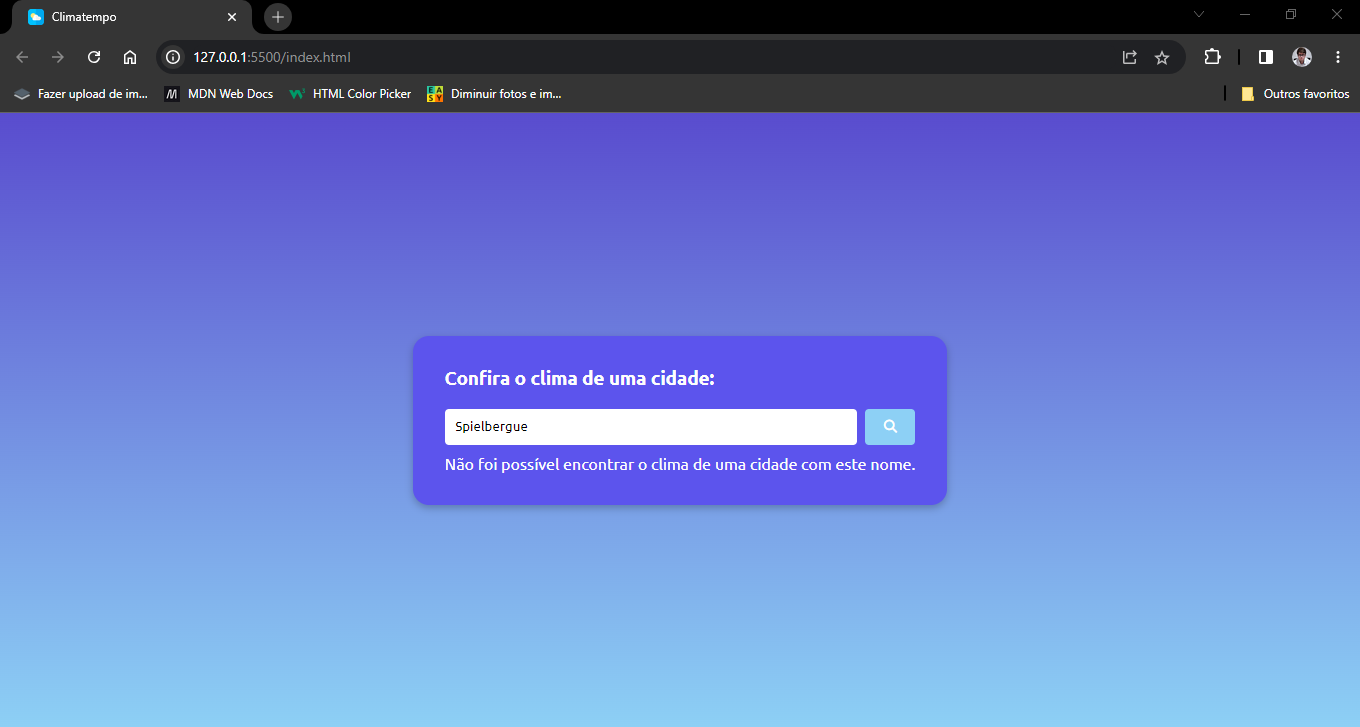 Climatempo
127.0.0.1:5500/index.html
Fazer upload de im... MDN Web Docs HTML Color Picker EASY Diminuir fotos e im... Outros favoritos
Confira o clima de uma cidade:
Spielbergue
Não foi possível encontrar o clima de uma cidade com este nome.